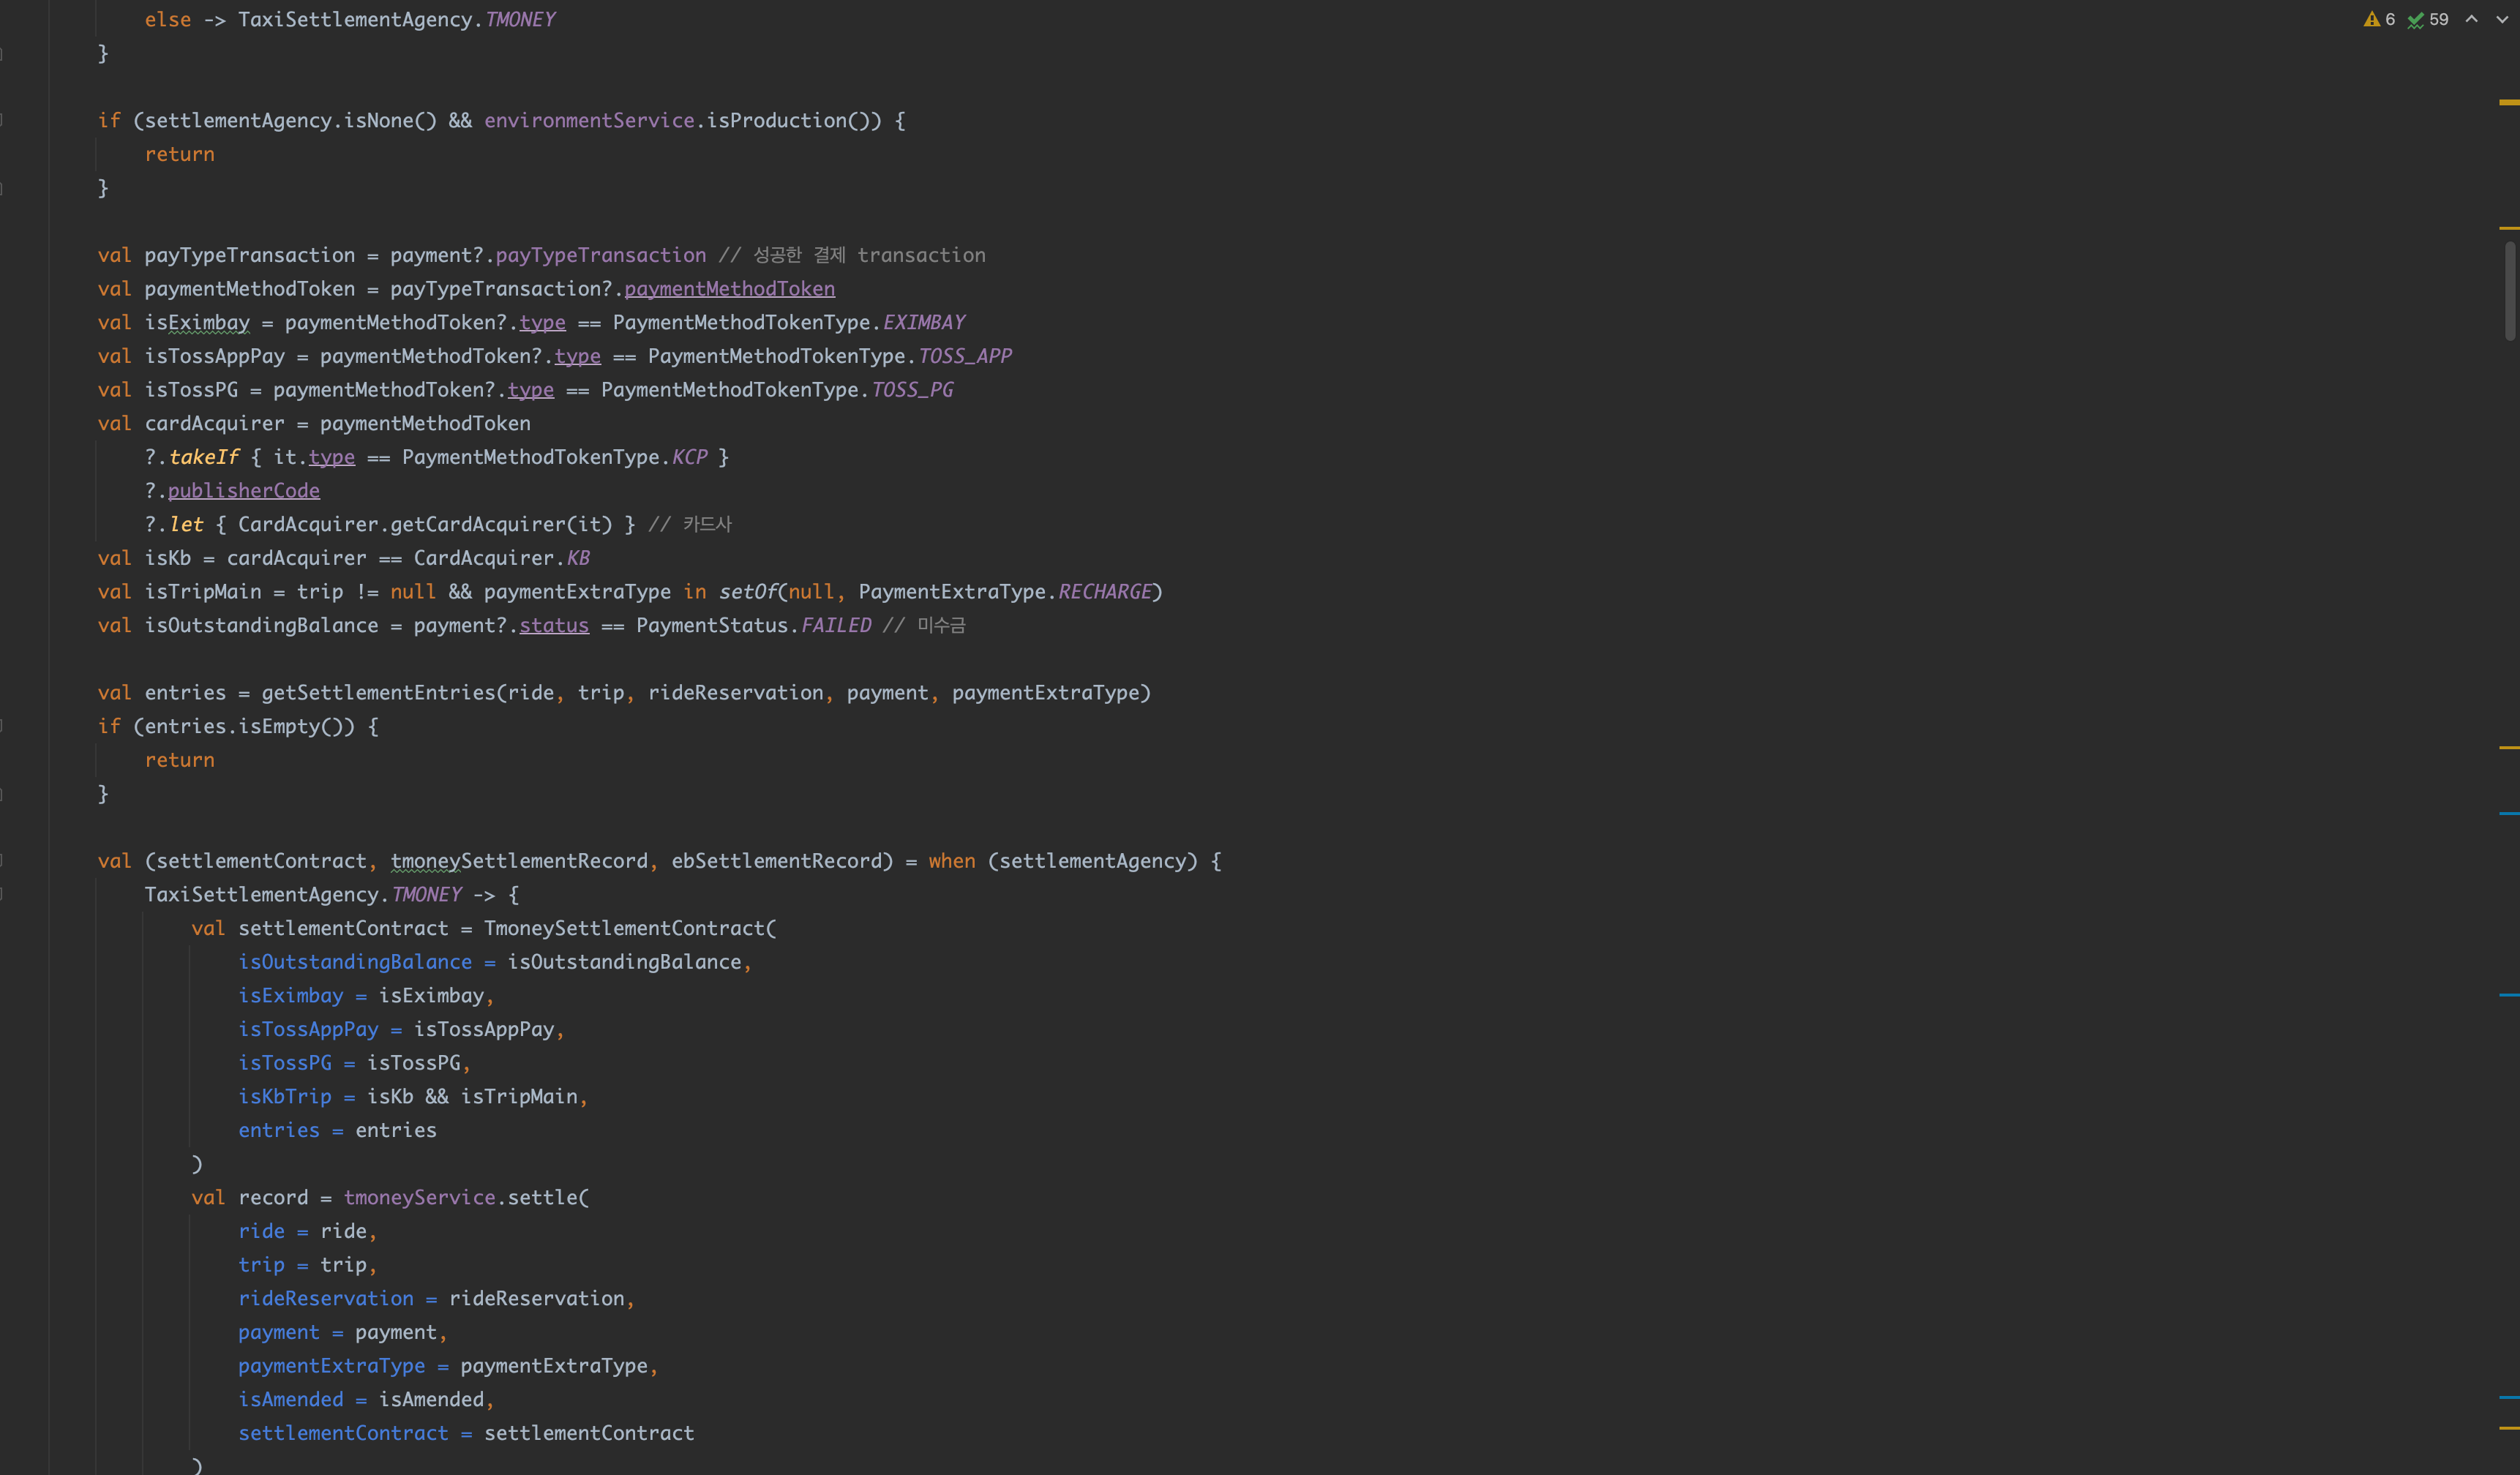 else -> TaxiSettlementAgency.TMONEY
6 59
}
if (settlementAgency.isNone() && environmentService.isProduction()) {
return
}
val payTypeTransaction = payment?.payTypeTransaction // 성공한 결제 transaction
val paymentMethodToken = payTypeTransaction?.paymentMethodToken
val isEximbay = paymentMethodToken?.type == PaymentMethodTokenType.EXIMBAY
val isTossAppPay = paymentMethodToken?.type == PaymentMethodTokenType.TOSS_APP
val isTossPG = paymentMethodToken?.type == PaymentMethodTokenType.TOSS_PG
val cardAcquirer = paymentMethodToken
?.takeIf { it.type == PaymentMethodTokenType.KCP }
?.publisherCode
?.let { CardAcquirer.getCardAcquirer(it) } // 카드사
val isKb = cardAcquirer == CardAcquirer.KB
val isTripMain = trip != null && paymentExtraType in setOf(null, PaymentExtraType.RECHARGE)
val isOutstandingBalance = payment?.status == PaymentStatus.FAILED // 미수금
val entries = getSettlementEntries(ride, trip, rideReservation, payment, paymentExtraType)
if (entries.isEmpty()) {
return
}
val (settlementContract, tmoneySettlementRecord, ebSettlementRecord) = when (settlementAgency) {
TaxiSettlementAgency.TMONEY -> {
val settlementContract = TmoneySettlementContract(
isOutstandingBalance = isOutstandingBalance,
isEximbay = isEximbay,
isTossAppPay = isTossAppPay,
isTossPG = isTossPG,
isKbTrip = isKb && isTripMain,
entries = entries
)
val record = tmoneyService.settle(
ride = ride,
trip = trip,
rideReservation = rideReservation,
payment = payment,
paymentExtraType = paymentExtraType,
isAmended = isAmended,
settlementContract = settlementContract
)